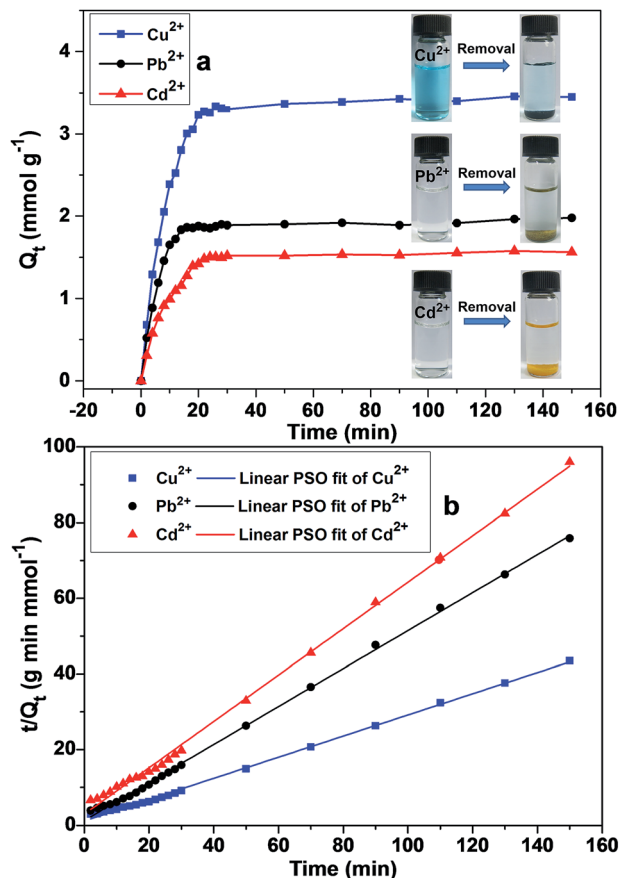 4
3
2
1
0
Q_t (mmol g⁻¹)
Cu²⁺
Pb²⁺
Cd²⁺
a
Cu²⁺ Removal
Pb²⁺ Removal
Cd²⁺ Removal
-20 0 20 40 60 80 100 120 140 160
Time (min)
100
80
60
40
20
0
t/Q_t (g min mmol⁻¹)
Cu²⁺ Linear PSO fit of Cu²⁺
Pb²⁺ Linear PSO fit of Pb²⁺
Cd²⁺ Linear PSO fit of Cd²⁺
b
0 20 40 60 80 100 120 140 160
Time (min)